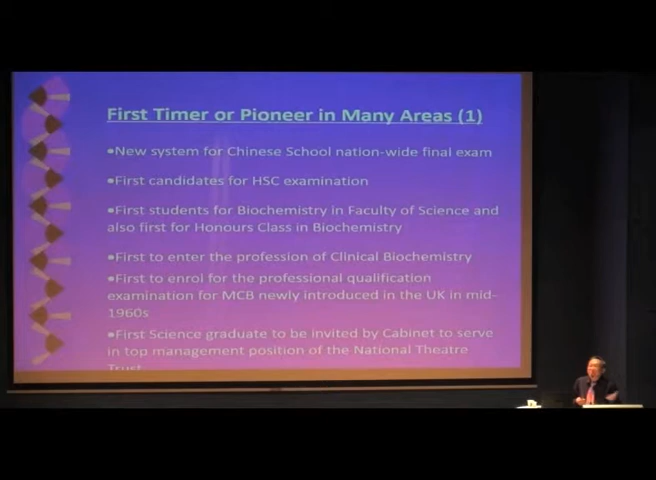 First Timer or Pioneer in Many Areas (1)
•New system for Chinese School nation-wide final exam
•First candidates for HSC examination
•First students for Biochemistry in Faculty of Science and
also first for Honours Class in Biochemistry
•First to enter the profession of Clinical Biochemistry
•First to enrol for the professional qualification
examination for MCB newly introduced in the UK in mid-
1960s
•First Science graduate to be invited by Cabinet to serve
in top management position of the National Theatre
Trust